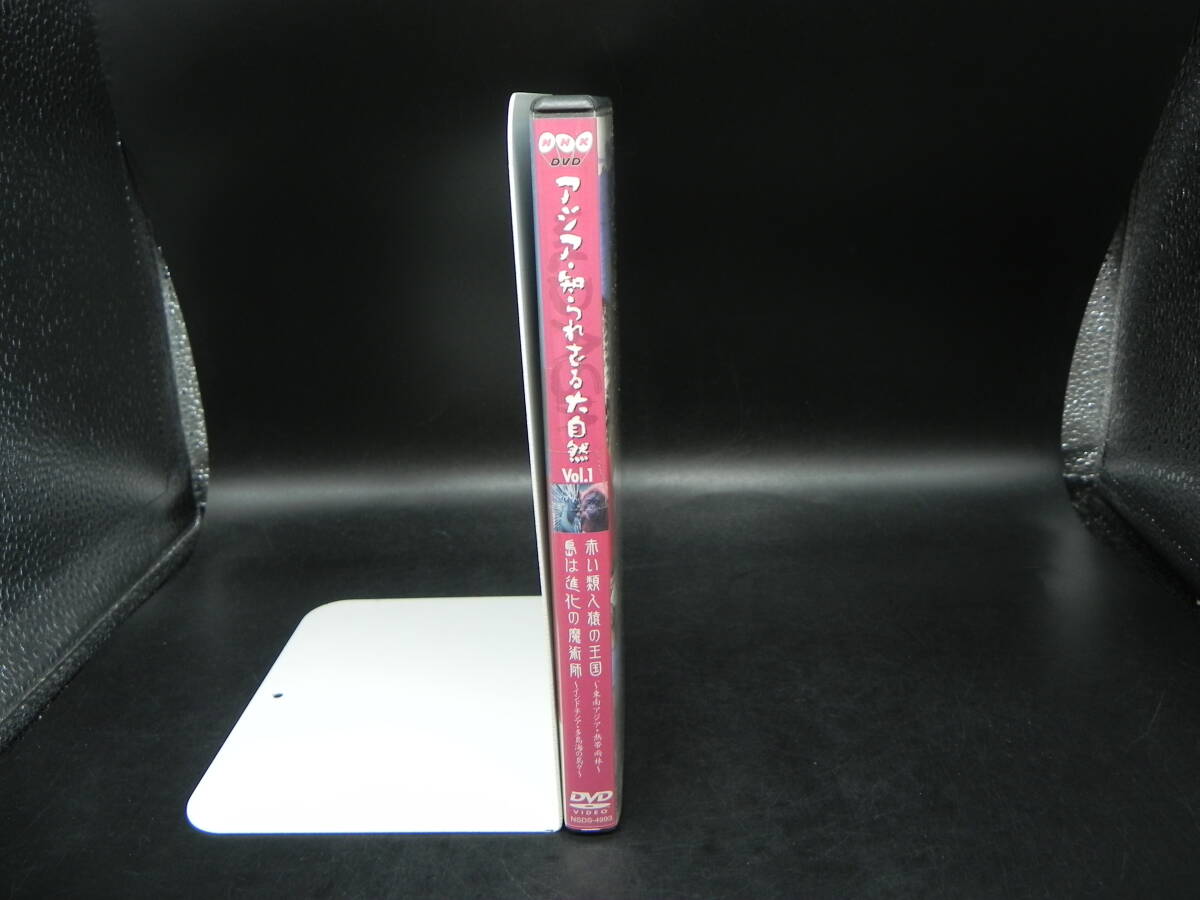 NHK
DVD
アジア・知られざる大自然
Vol.1
赤い類人猿の王国
～東南アジア・熱帯雨林～
島は進化の魔術師
～インドネシア・多島海の島々～
DVD
VIDEO
NSDS-4993